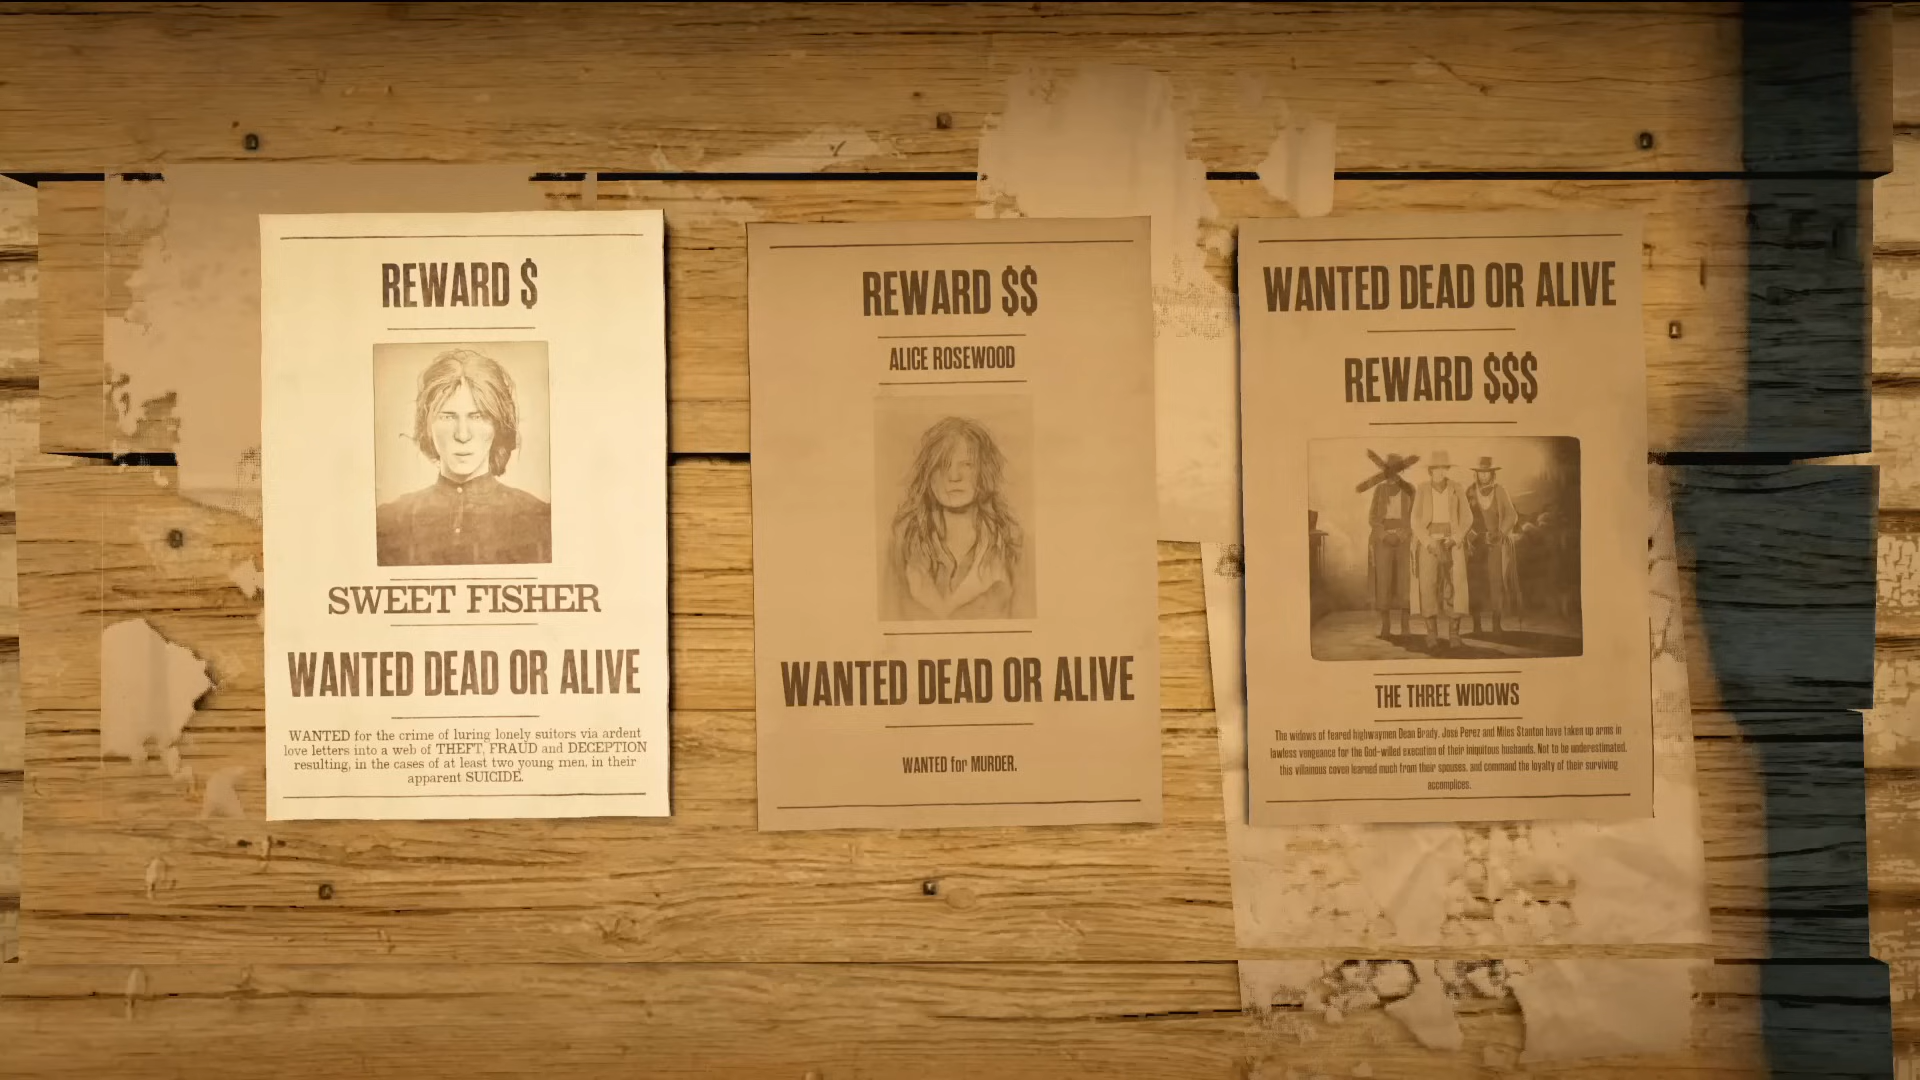 REWARD $
SWEET FISHER
WANTED DEAD OR ALIVE
WANTED for the crime of luring lonely suitors via ardent
love letters into a web of THEFT, FRAUD and DECEPTION
resulting, in the cases of at least two young men, in their
apparent SUICIDE.
REWARD $$
ALICE ROSEWOOD
WANTED DEAD OR ALIVE
WANTED for MURDER.
WANTED DEAD OR ALIVE
REWARD $$$
THE THREE WIDOWS
The widows of feared highwaymen Dean Brady, José Perez and Miles Stanton have taken up arms in
lawless vengeance for the God-willed execution of their iniquitous husbands. Not to be underestimated,
this villainous coven learned much from their spouses, and command the loyalty of their surviving
accomplices.